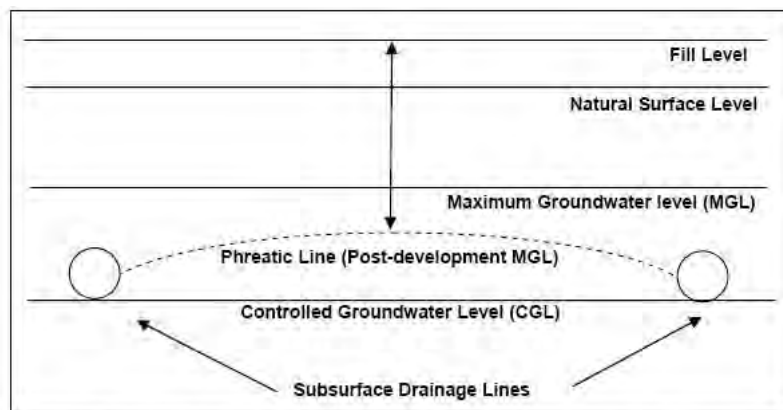 Fill Level
Natural Surface Level
Maximum Groundwater level (MGL)
Phreatic Line (Post-development MGL)
Controlled Groundwater Level (CGL)
Subsurface Drainage Lines